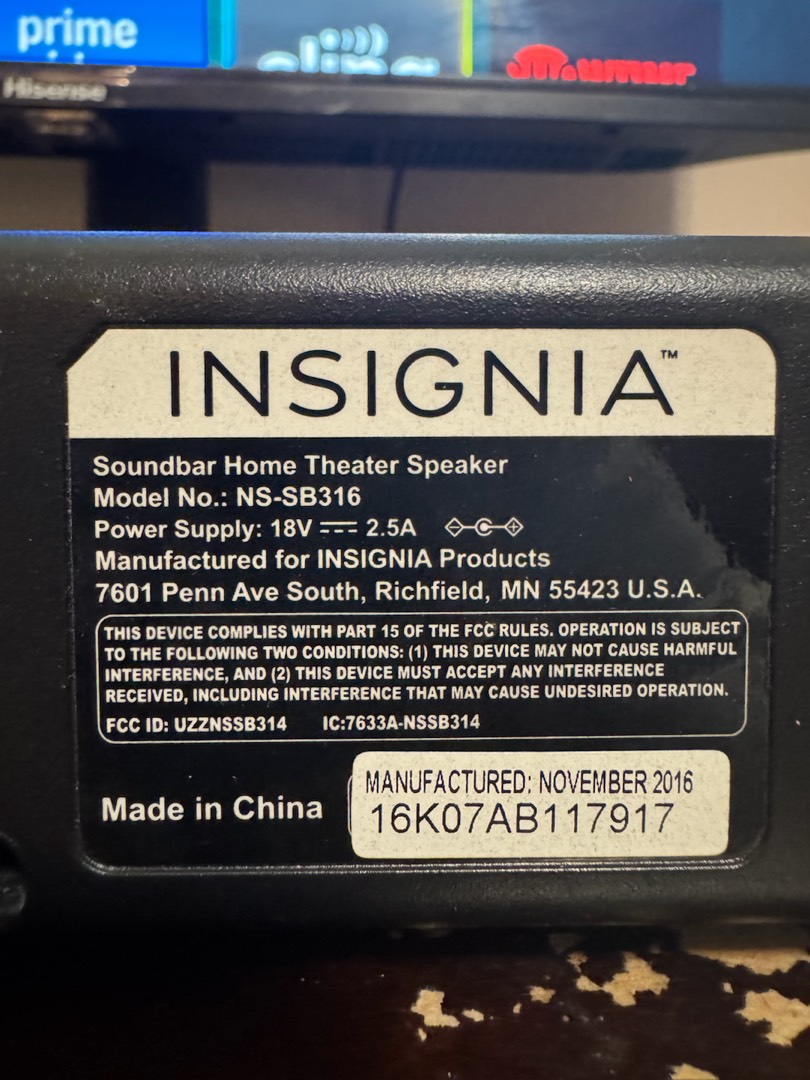 prime
Hisense
INSIGNIA™
Soundbar Home Theater Speaker
Model No.: NS-SB316
Power Supply: 18V ⎓ 2.5A
Manufactured for INSIGNIA Products
7601 Penn Ave South, Richfield, MN 55423 U.S.A.
THIS DEVICE COMPLIES WITH PART 15 OF THE FCC RULES. OPERATION IS SUBJECT
TO THE FOLLOWING TWO CONDITIONS: (1) THIS DEVICE MAY NOT CAUSE HARMFUL
INTERFERENCE, AND (2) THIS DEVICE MUST ACCEPT ANY INTERFERENCE
RECEIVED, INCLUDING INTERFERENCE THAT MAY CAUSE UNDESIRED OPERATION.
FCC ID: UZZNSSB314 IC:7633A-NSSB314
Made in China
MANUFACTURED: NOVEMBER 2016
16K07AB117917